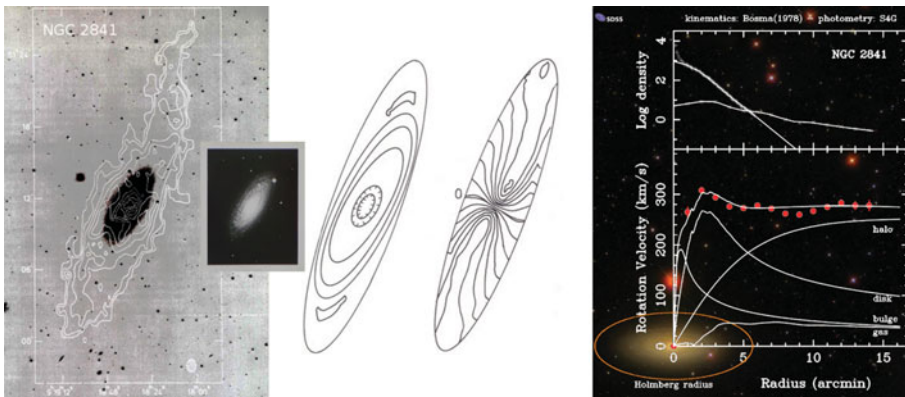 NGC 2841
SDSS
kinematics: Bosma(1978) photometry: S4G
NGC 2841
Log density
4
2
0
Rotation Velocity (km/s)
300
200
100
0
halo
disk
bulge
gas
0 5 10 15
Holmberg radius
Radius (arcmin)